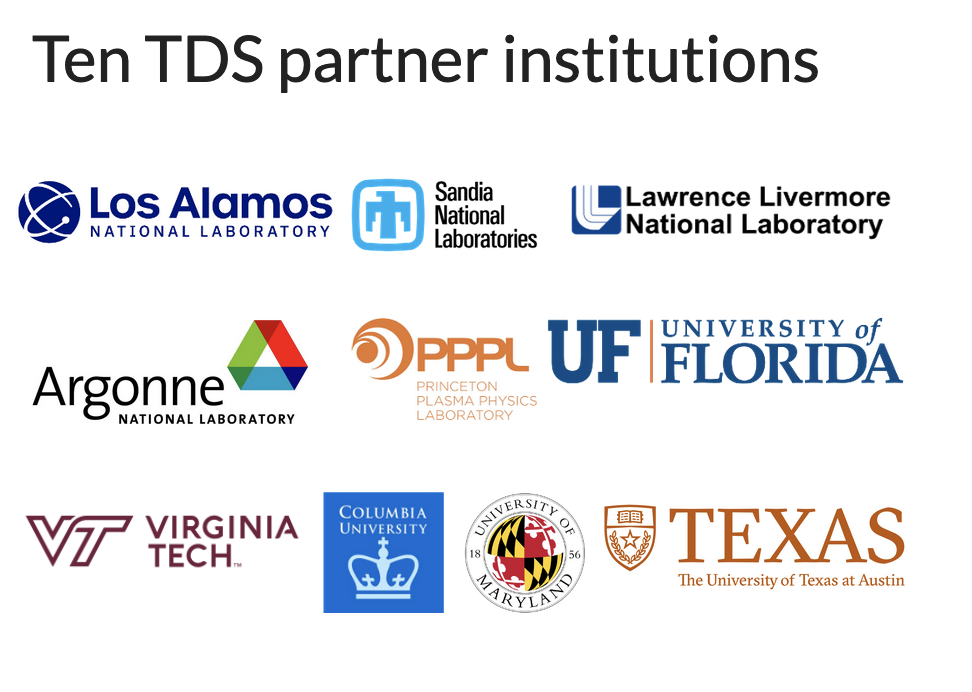 Ten TDS partner institutions
Los Alamos
NATIONAL LABORATORY
Sandia
National
Laboratories
Lawrence Livermore
National Laboratory
Argonne
NATIONAL LABORATORY
PPPL
PRINCETON
PLASMA PHYSICS
LABORATORY
UF
UNIVERSITY of
FLORIDA
VT
VIRGINIA
TECH™
COLUMBIA
UNIVERSITY
UNIVERSITY OF
18 56
MARYLAND
TEXAS
The University of Texas at Austin